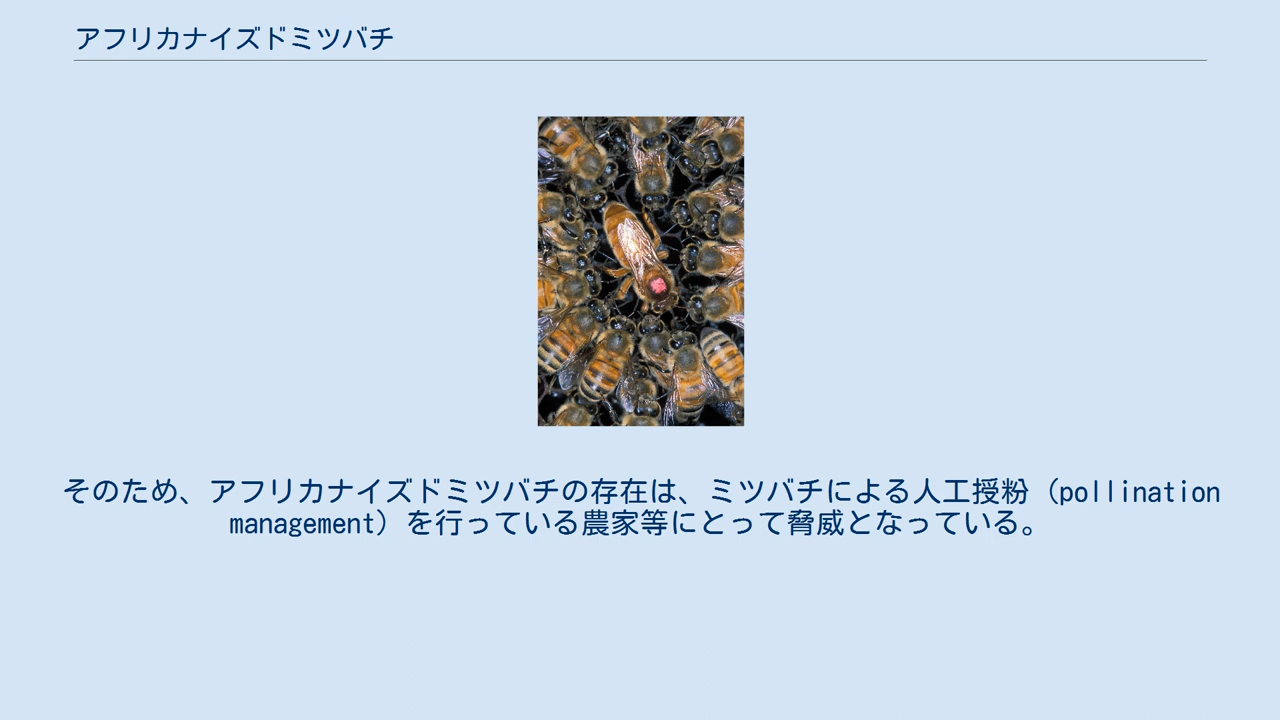 アフリカナイズドミツバチ
そのため、アフリカナイズドミツバチの存在は、ミツバチによる人工授粉（pollination
management）を行っている農家等にとって脅威となっている。